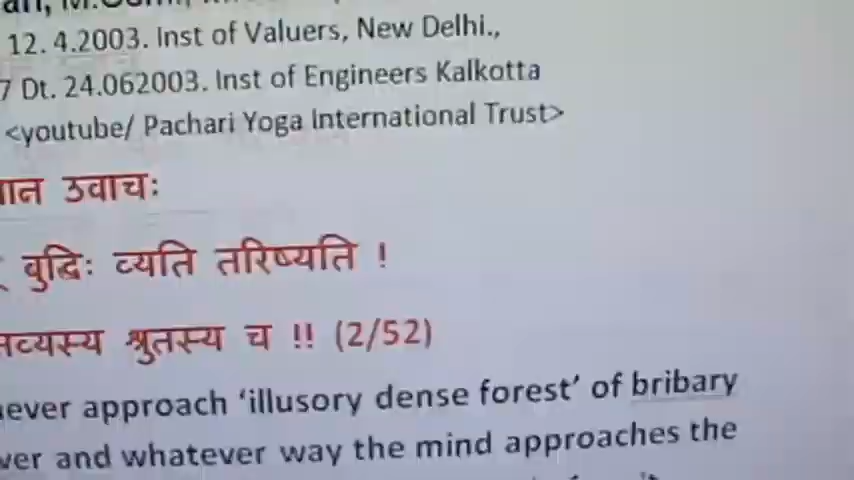 M.Com.,
12. 4.2003. Inst of Valuers, New Delhi.,
7 Dt. 24.062003. Inst of Engineers Kalkotta
<youtube/ Pachari Yoga International Trust>
उवाचः
वुद्धिः व्यति तरिष्यति !
श्रुतस्य च !! (2/52)
approach ‘illusory dense forest’ of bribary
and whatever way the mind approaches the